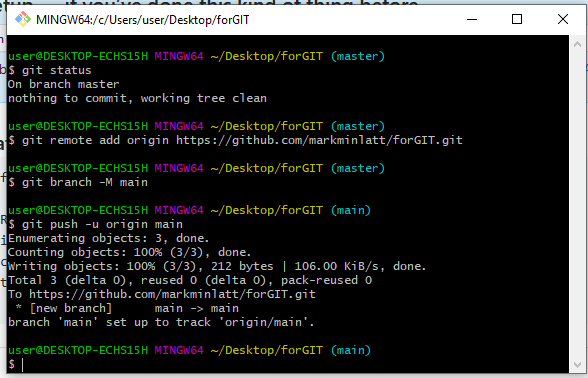 MINGW64:/c/Users/user/Desktop/forGIT
user@DESKTOP-ECHS15H MINGW64 ~/Desktop/forGIT (master)
$ git status
On branch master
nothing to commit, working tree clean
user@DESKTOP-ECHS15H MINGW64 ~/Desktop/forGIT (master)
$ git remote add origin https://github.com/markminlatt/forGIT.git
user@DESKTOP-ECHS15H MINGW64 ~/Desktop/forGIT (master)
$ git branch -M main
user@DESKTOP-ECHS15H MINGW64 ~/Desktop/forGIT (main)
$ git push -u origin main
Enumerating objects: 3, done.
Counting objects: 100% (3/3), done.
Writing objects: 100% (3/3), 212 bytes | 106.00 KiB/s, done.
Total 3 (delta 0), reused 0 (delta 0), pack-reused 0
To https://github.com/markminlatt/forGIT.git
 * [new branch]      main -> main
branch 'main' set up to track 'origin/main'.
user@DESKTOP-ECHS15H MINGW64 ~/Desktop/forGIT (main)
$